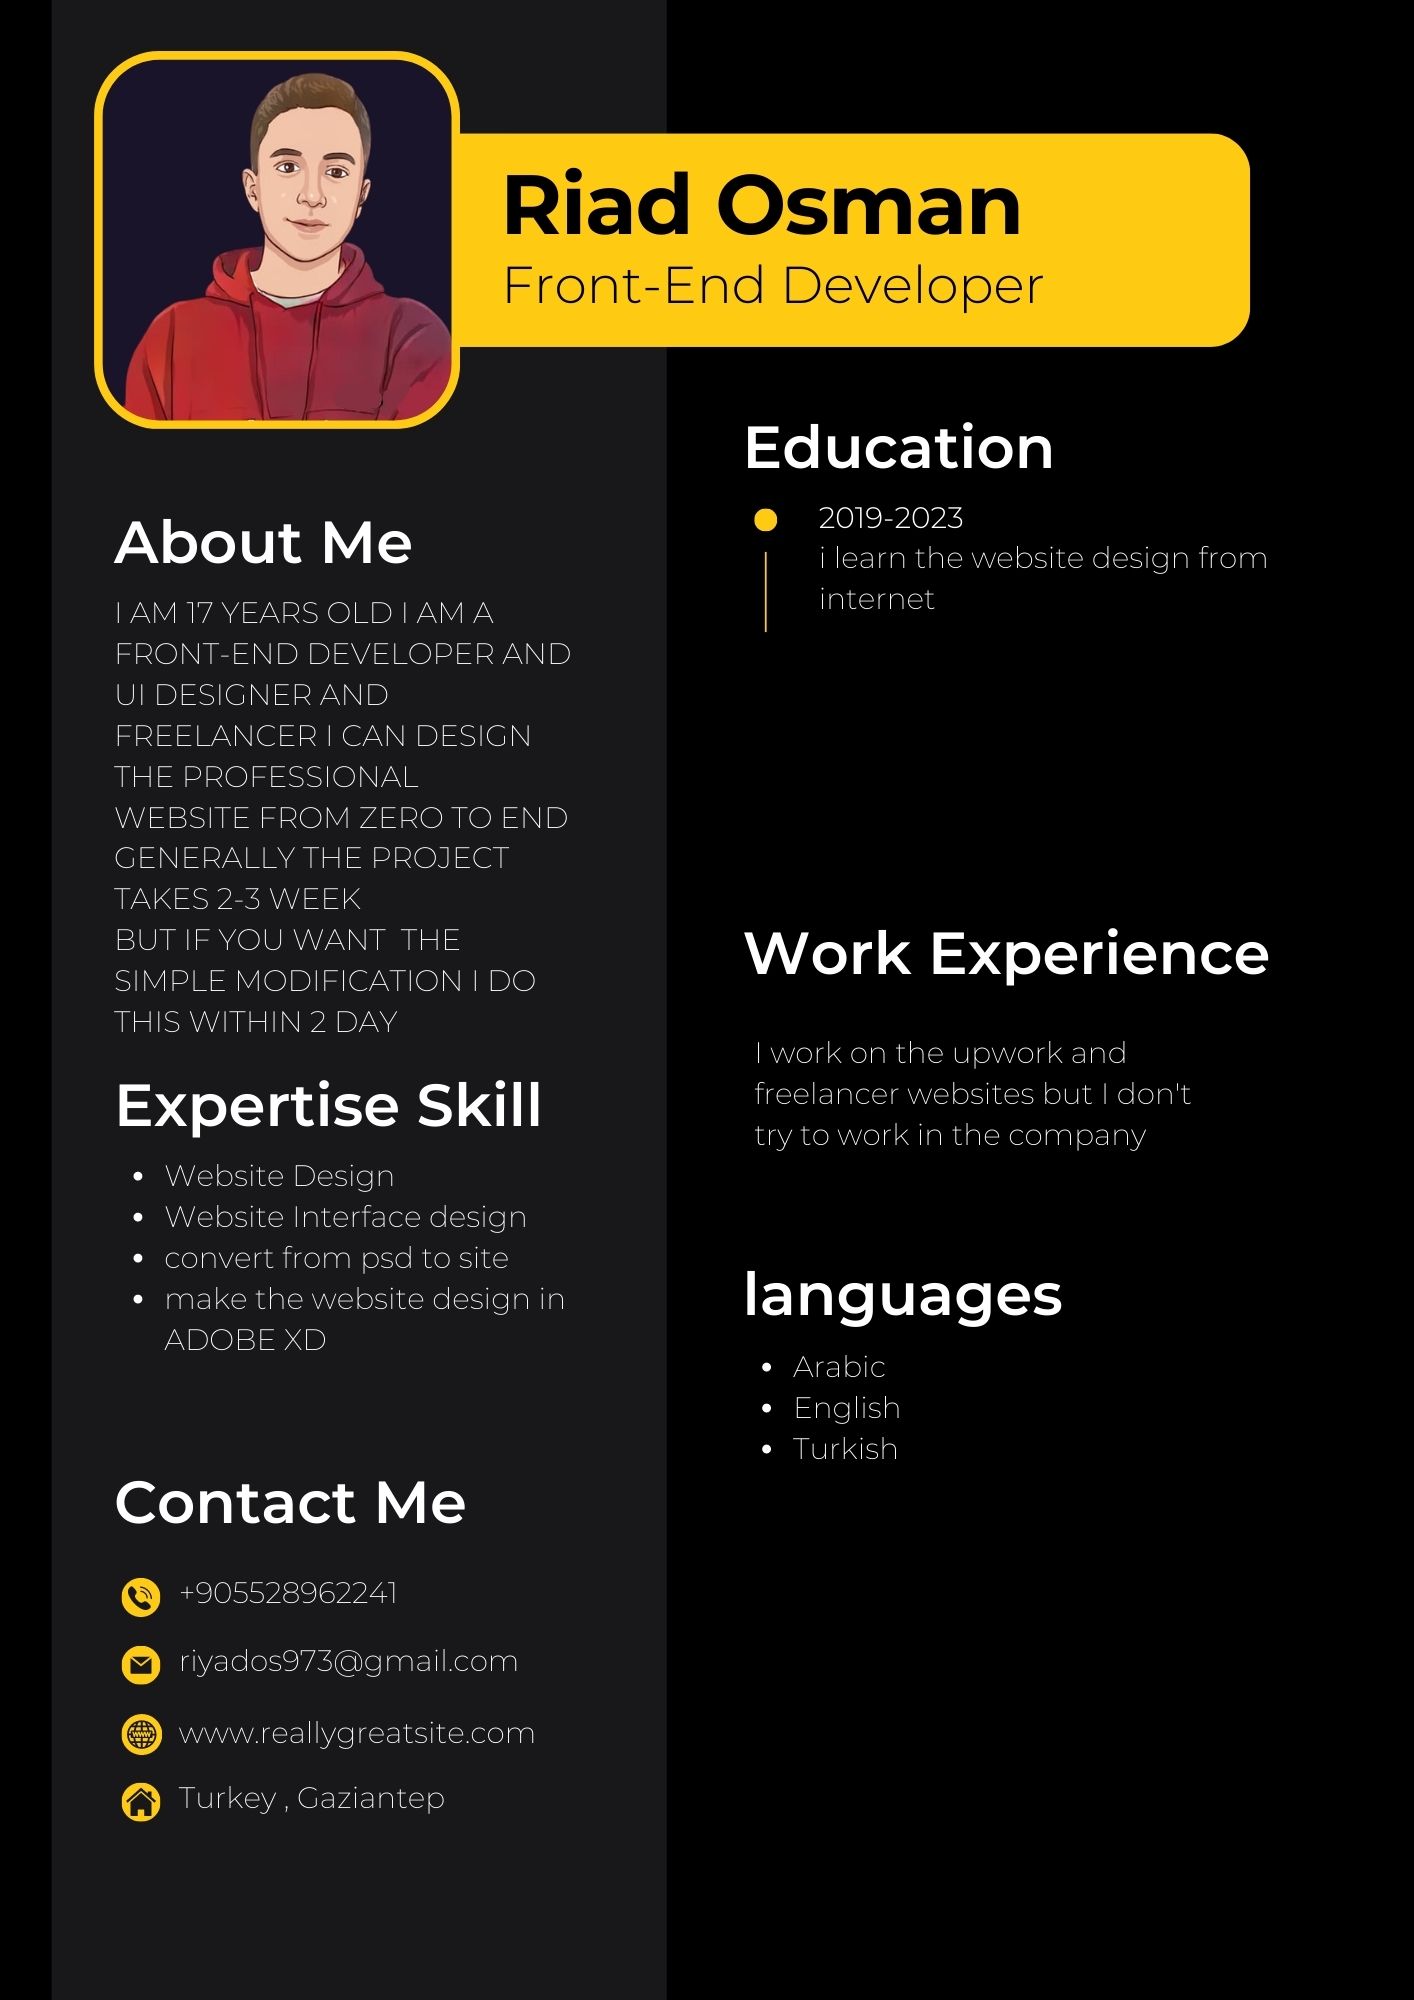 Riad Osman
Front-End Developer
About Me
I AM 17 YEARS OLD I AM A
FRONT-END DEVELOPER AND
UI DESIGNER AND
FREELANCER I CAN DESIGN
THE PROFESSIONAL
WEBSITE FROM ZERO TO END
GENERALLY THE PROJECT
TAKES 2-3 WEEK
BUT IF YOU WANT  THE
SIMPLE MODIFICATION I DO
THIS WITHIN 2 DAY
Expertise Skill
• Website Design
• Website Interface design
• convert from psd to site
• make the website design in
ADOBE XD
Contact Me
+905528962241
riyados973@gmail.com
www.reallygreatsite.com
Turkey , Gaziantep
Education
2019-2023
i learn the website design from
internet
Work Experience
I work on the upwork and
freelancer websites but I don't
try to work in the company
languages
• Arabic
• English
• Turkish